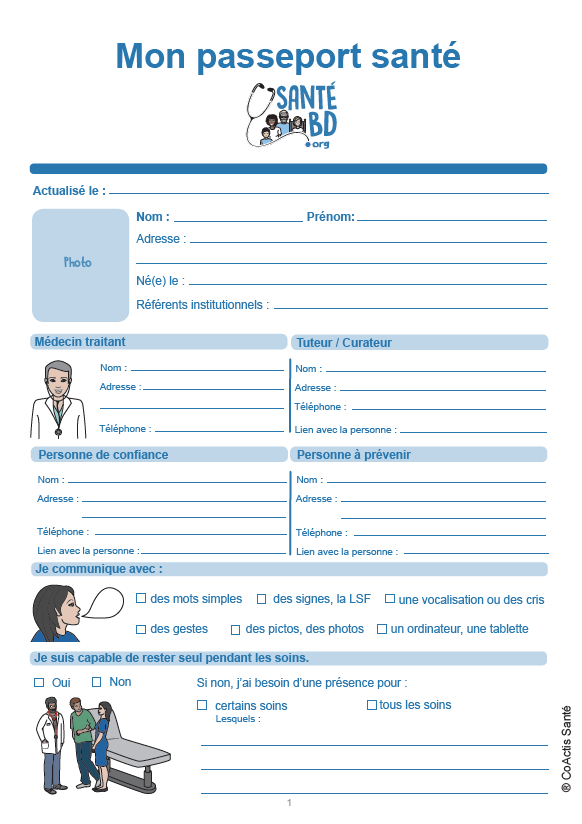 Mon passeport santé
SANTÉ
BD
.org
Actualisé le :
Photo
Nom : Prénom:
Adresse :
Né(e) le :
Référents institutionnels :
Médecin traitant
Nom :
Adresse :
Téléphone :
Tuteur / Curateur
Nom :
Adresse :
Téléphone :
Lien avec la personne :
Personne de confiance
Nom :
Adresse :
Téléphone :
Lien avec la personne :
Personne à prévenir
Nom :
Adresse :
Téléphone :
Lien avec la personne :
Je communique avec :
des mots simples des signes, la LSF une vocalisation ou des cris
des gestes des pictos, des photos un ordinateur, une tablette
Je suis capable de rester seul pendant les soins.
Oui Non
Si non, j'ai besoin d'une présence pour :
certains soins tous les soins
Lesquels :
® CoActis Santé
1